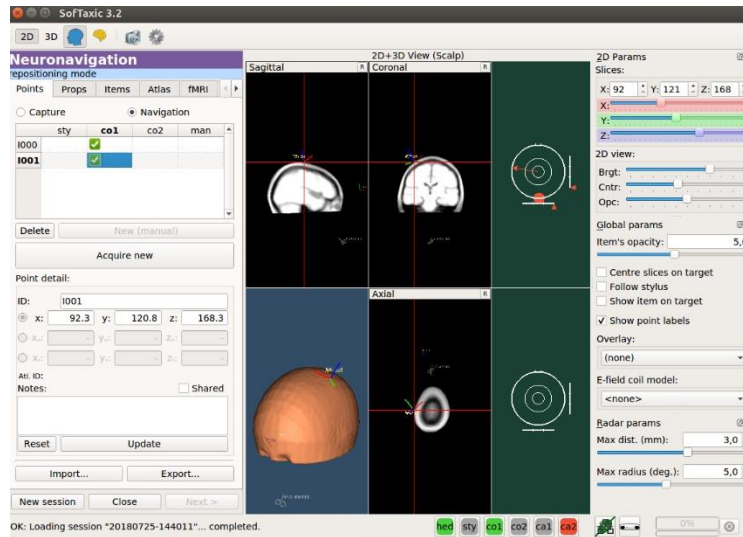 SofTaxic 3.2
2D 3D
Neuronavigation
repositioning mode
Points Props Items Atlas fMRI
Capture Navigation
sty co1 co2 man
I000
I001
Delete New (manual)
Acquire new
Point detail:
ID: I001
x: 92.3 y: 120.8 z: 168.3
x..: - y..: - z..: -
x..: - y..: - z..: -
Atl. ID:
Notes: Shared
Reset Update
Import... Export...
New session Close Next >
OK: Loading session "20180725-144011"... completed.
2D+3D View (Scalp)
Sagittal R
Coronal R
Axial R
hed sty co1 co2 ca1 ca2
2D Params
Slices:
X: 92 Y: 121 Z: 168
X:
Y:
Z:
2D view:
Brgt:
Cntr:
Opc:
Global params
Item's opacity: 5,
Centre slices on target
Follow stylus
Show item on target
Show point labels
Overlay:
(none)
E-field coil model:
<none>
Radar params
Max dist. (mm): 3,0
Max radius (deg.): 5,0
0%